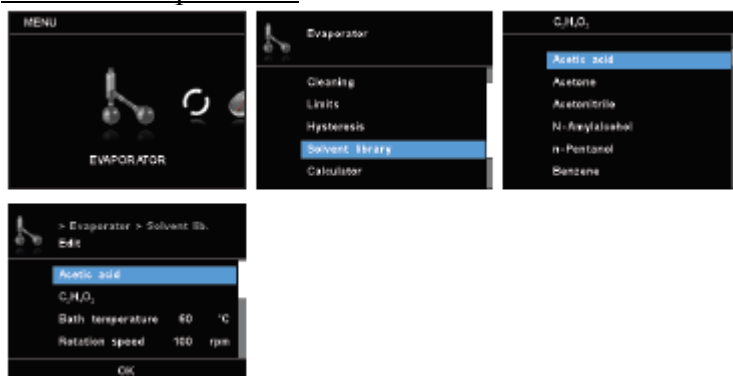 MENU
EVAPORATOR
Evaporator
Cleaning
Limits
Hysteresis
Solvent library
Calculator
C₂H₄O₂
Acetic acid
Acetone
Acetonitrile
N-Amylalcohol
n-Pentanol
Benzene
> Evaporator > Solvent lib.
Edit
Acetic acid
C₂H₄O₂
Bath temperature 60 °C
Rotation speed 100 rpm
OK